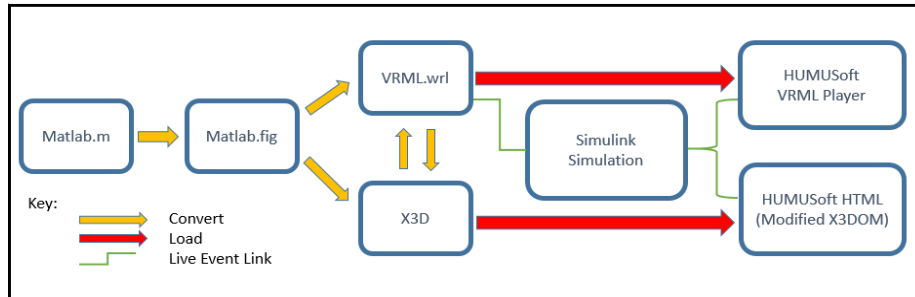 Matlab.m
Matlab.fig
VRML.wrl
X3D
Simulink
Simulation
HUMUSoft
VRML Player
HUMUSoft HTML
(Modified X3DOM)
Key:
Convert
Load
Live Event Link